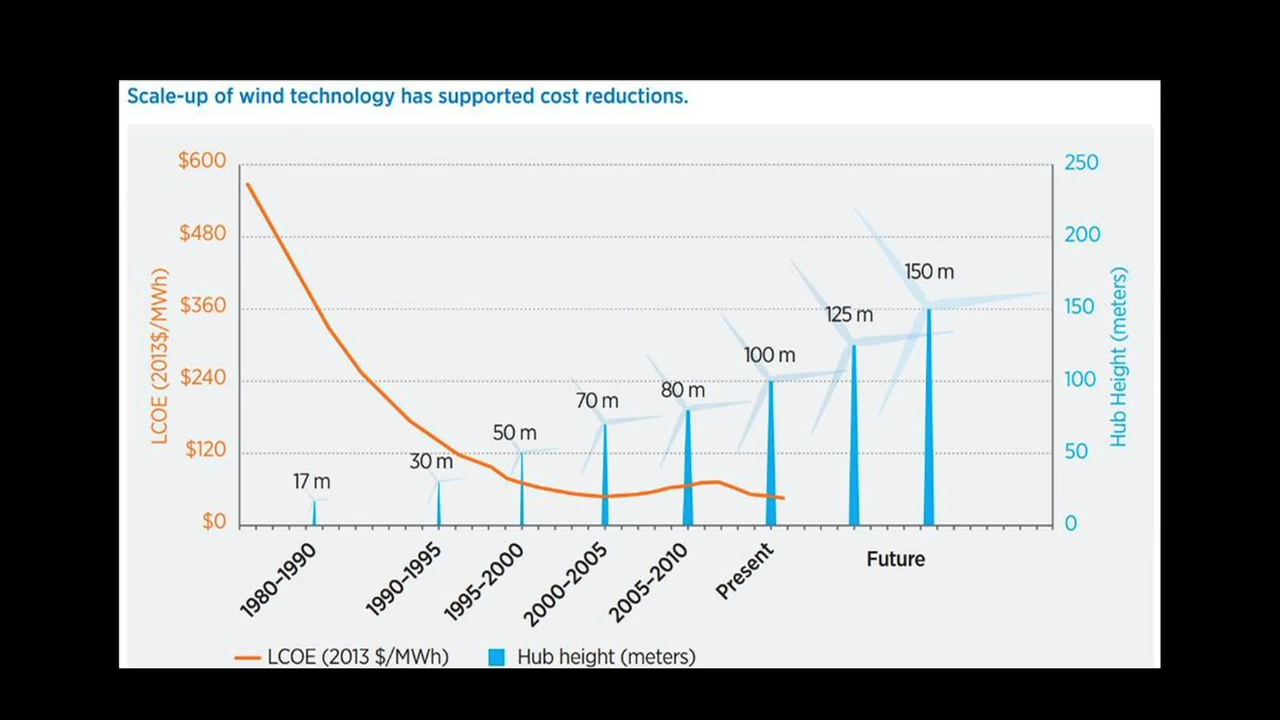 Scale-up of wind technology has supported cost reductions.
$600
$480
$360
$240
$120
$0
LCOE (2013$/MWh)
250
200
150
100
50
0
Hub Height (meters)
17 m
30 m
50 m
70 m
80 m
100 m
125 m
150 m
1980–1990
1990–1995
1995–2000
2000–2005
2005–2010
Present
Future
LCOE (2013 $/MWh)
Hub height (meters)